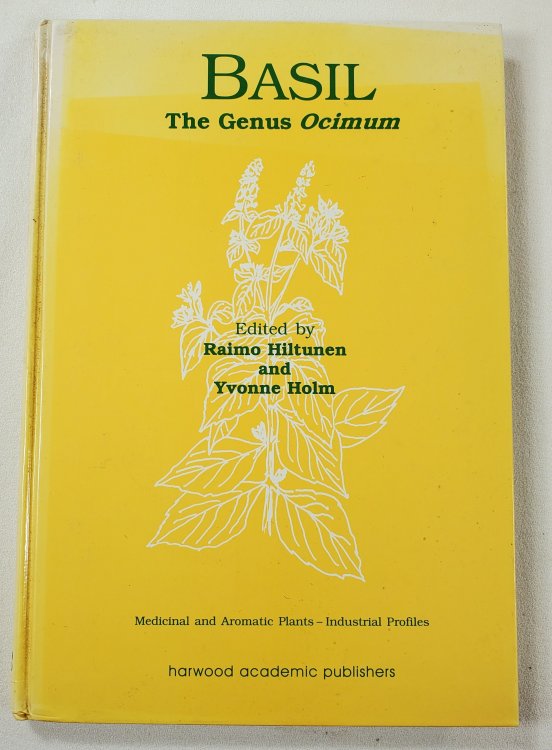 BASIL
The Genus Ocimum
Edited by
Raimo Hiltunen
and
Yvonne Holm
Medicinal and Aromatic Plants – Industrial Profiles
harwood academic publishers